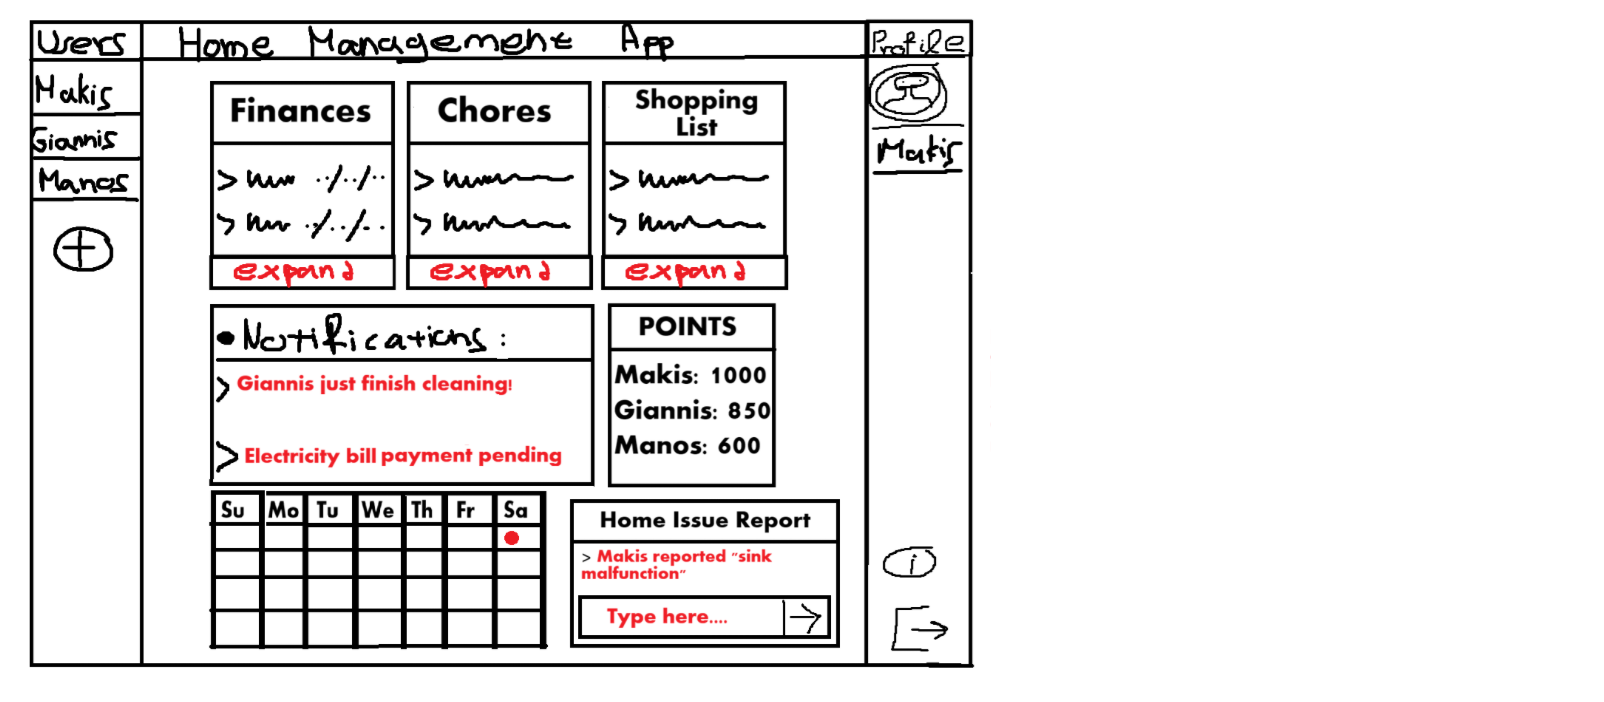 Users
Home Management App
Profile
Makis
Giannis
Manos
Makis
Finances
Chores
Shopping
List
expand
expand
expand
Notifications:
> Giannis just finish cleaning!
> Electricity bill payment pending
POINTS
Makis: 1000
Giannis: 850
Manos: 600
Su Mo Tu We Th Fr Sa
Home Issue Report
> Makis reported "sink
malfunction"
Type here....
i